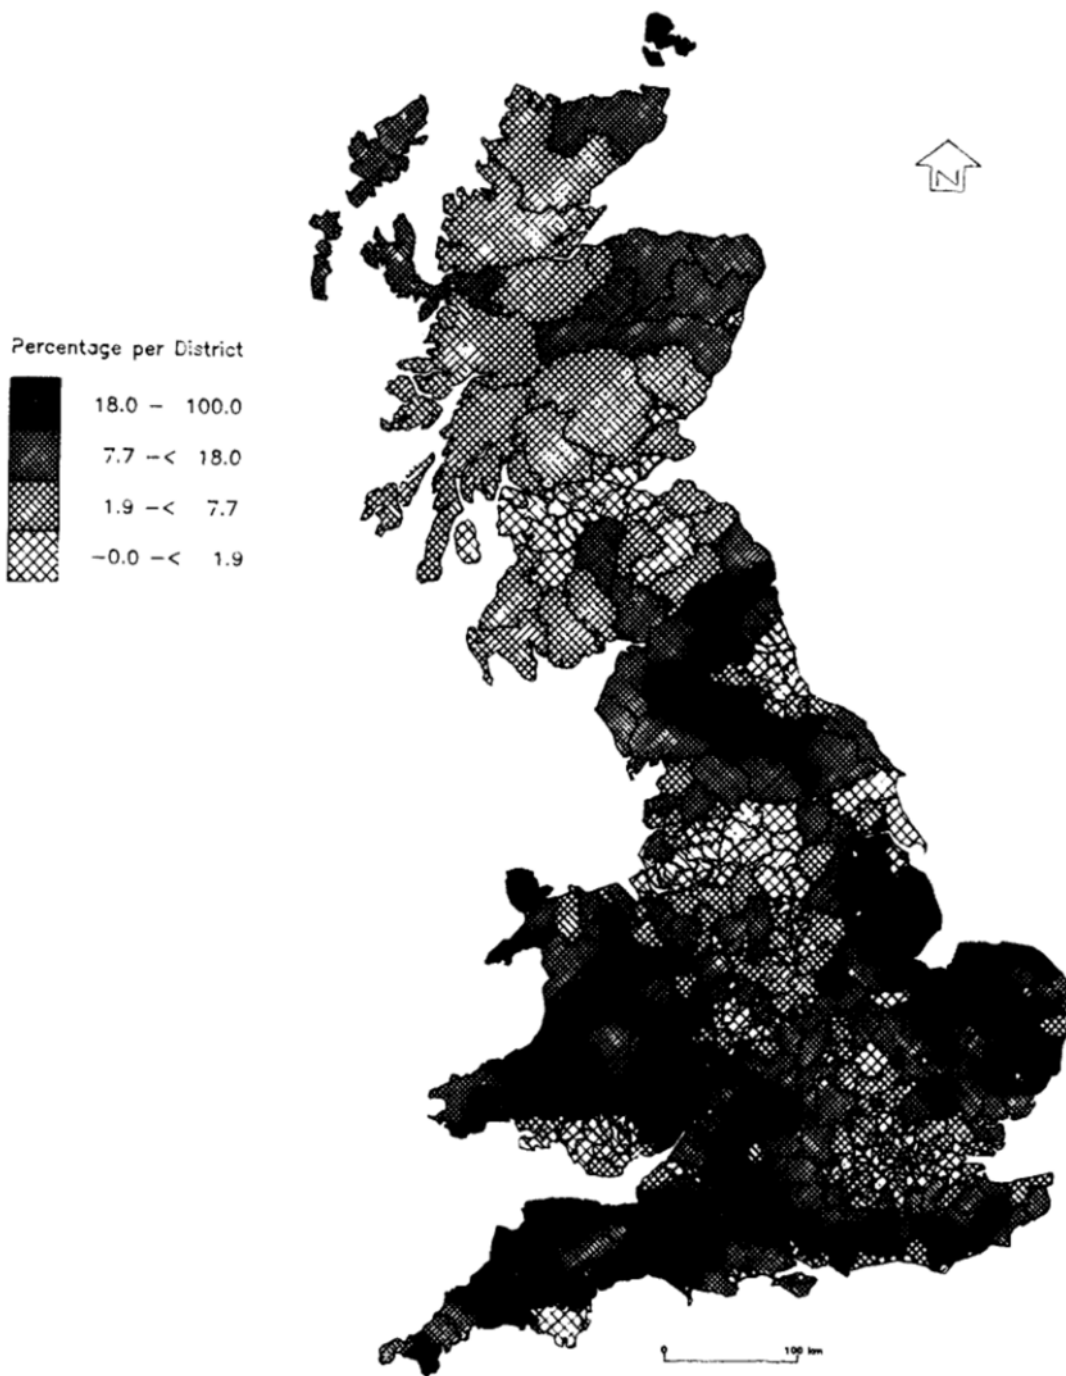 N
Percentage per District
18.0 – 100.0
7.7 –< 18.0
1.9 –< 7.7
–0.0 –< 1.9
0 100 km